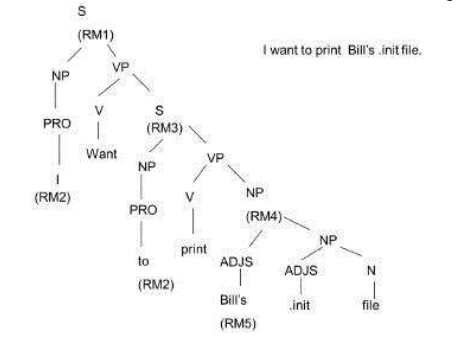 S
(RM1)
I want to print Bill's .init file.
NP VP
PRO V S
(RM3)
Want
NP VP
I
(RM2)
PRO V NP
(RM4)
NP
to print ADJS ADJS N
(RM2)
Bill's .init file
(RM5)